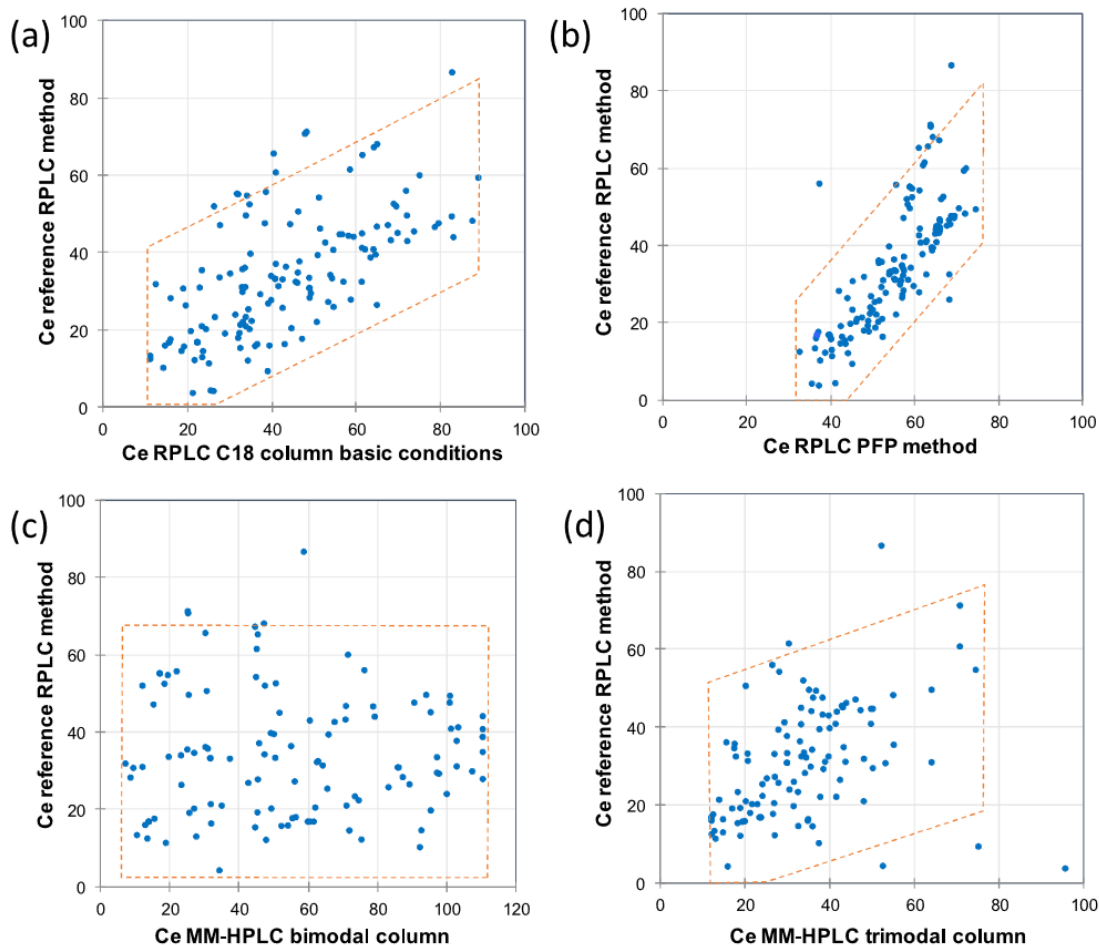 (a)
Ce reference RPLC method
100
80
60
40
20
0
0 20 40 60 80 100
Ce RPLC C18 column basic conditions
(b)
Ce reference RPLC method
100
80
60
40
20
0
0 20 40 60 80 100
Ce RPLC PFP method
(c)
Ce reference RPLC method
100
80
60
40
20
0
0 20 40 60 80 100 120
Ce MM-HPLC bimodal column
(d)
Ce reference RPLC method
100
80
60
40
20
0
0 20 40 60 80 100
Ce MM-HPLC trimodal column